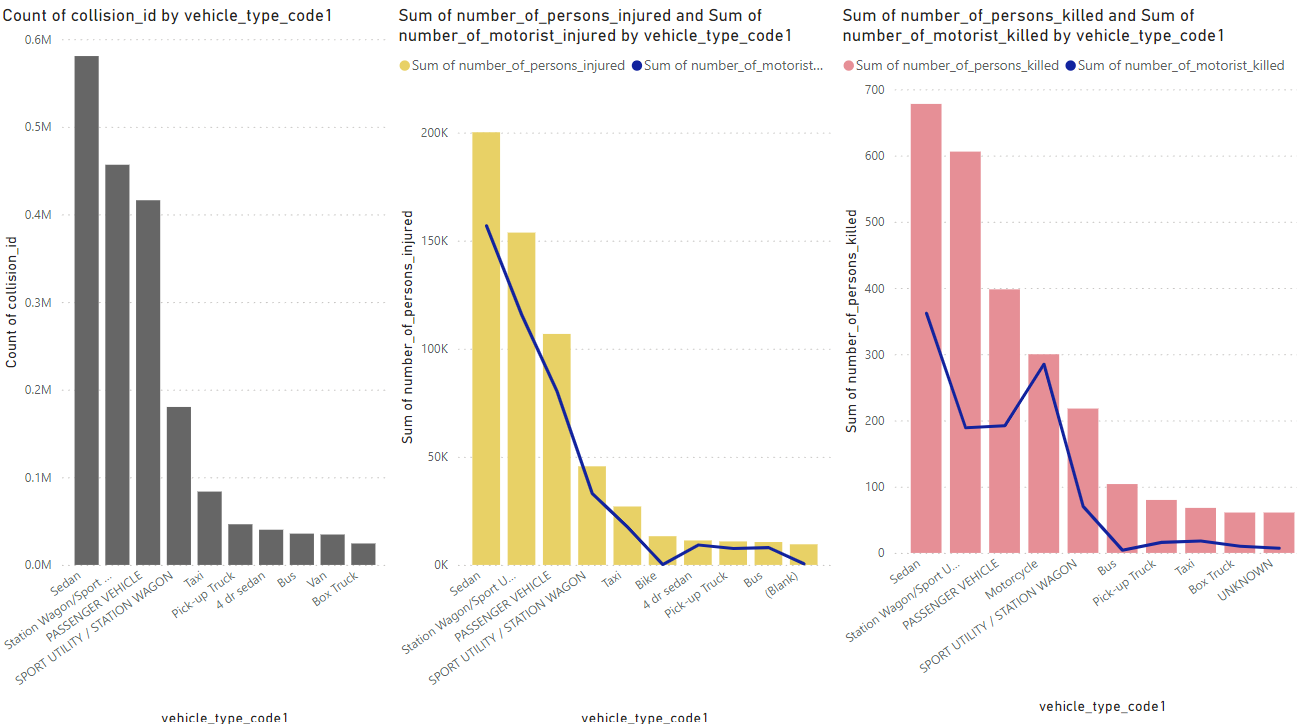 Count of collision_id by vehicle_type_code1
0.6M
0.5M
0.4M
0.3M
0.2M
0.1M
0.0M
Count of collision_id
Sedan
Station Wagon/Sport ...
PASSENGER VEHICLE
SPORT UTILITY / STATION WAGON
Taxi
Pick-up Truck
4 dr sedan
Bus
Van
Box Truck
vehicle_type_code1
Sum of number_of_persons_injured and Sum of
number_of_motorist_injured by vehicle_type_code1
Sum of number_of_persons_injured
Sum of number_of_motorist...
200K
150K
100K
50K
0K
Sum of number_of_persons_injured
Sedan
Station Wagon/Sport U...
PASSENGER VEHICLE
SPORT UTILITY / STATION WAGON
Taxi
Bike
4 dr sedan
Pick-up Truck
Bus
(Blank)
vehicle_type_code1
Sum of number_of_persons_killed and Sum of
number_of_motorist_killed by vehicle_type_code1
Sum of number_of_persons_killed
Sum of number_of_motorist_killed
700
600
500
400
300
200
100
0
Sum of number_of_persons_killed
Sedan
Station Wagon/Sport U...
PASSENGER VEHICLE
Motorcycle
SPORT UTILITY / STATION WAGON
Bus
Pick-up Truck
Taxi
Box Truck
UNKNOWN
vehicle_type_code1